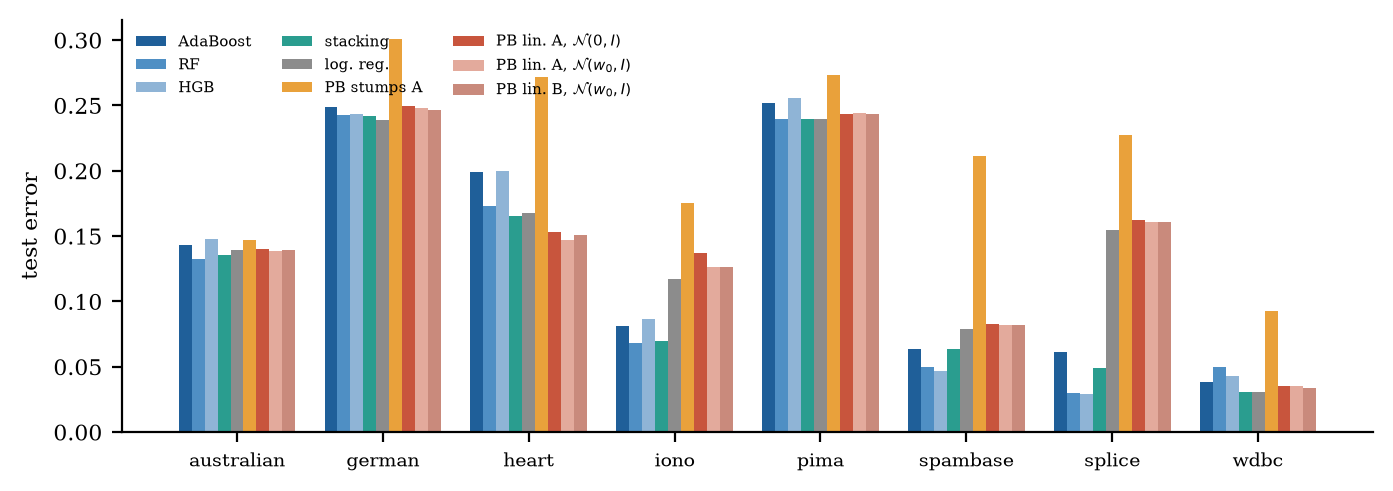 test error
0.30
0.25
0.20
0.15
0.10
0.05
0.00
AdaBoost
RF
HGB
stacking
log. reg.
PB stumps A
PB lin. A, 𝒩(0, I)
PB lin. A, 𝒩(w₀, I)
PB lin. B, 𝒩(w₀, I)
australian german heart iono pima spambase splice wdbc